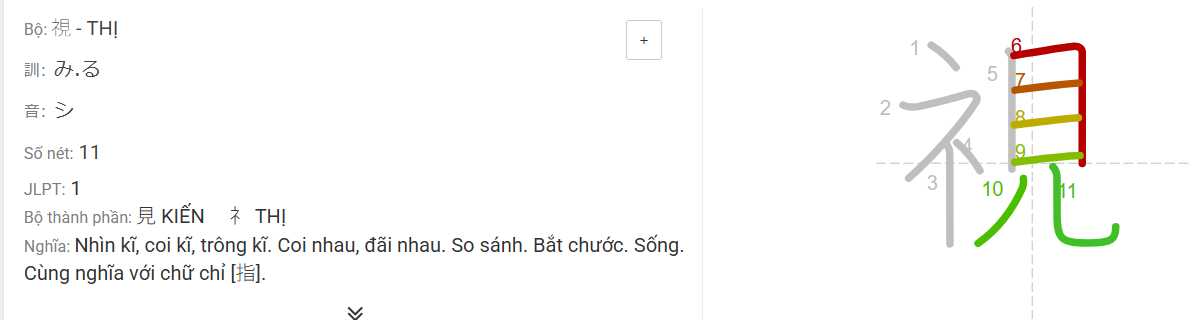 Bộ: 視 - THỊ
+
訓: み.る
音: シ
Số nét: 11
JLPT: 1
Bộ thành phần: 見 KIẾN 礻 THỊ
Nghĩa: Nhìn kĩ, coi kĩ, trông kĩ. Coi nhau, đãi nhau. So sánh. Bắt chước. Sống.
Cùng nghĩa với chữ chỉ [指].
視
1
2
3
4
5
6
7
8
9
10
11